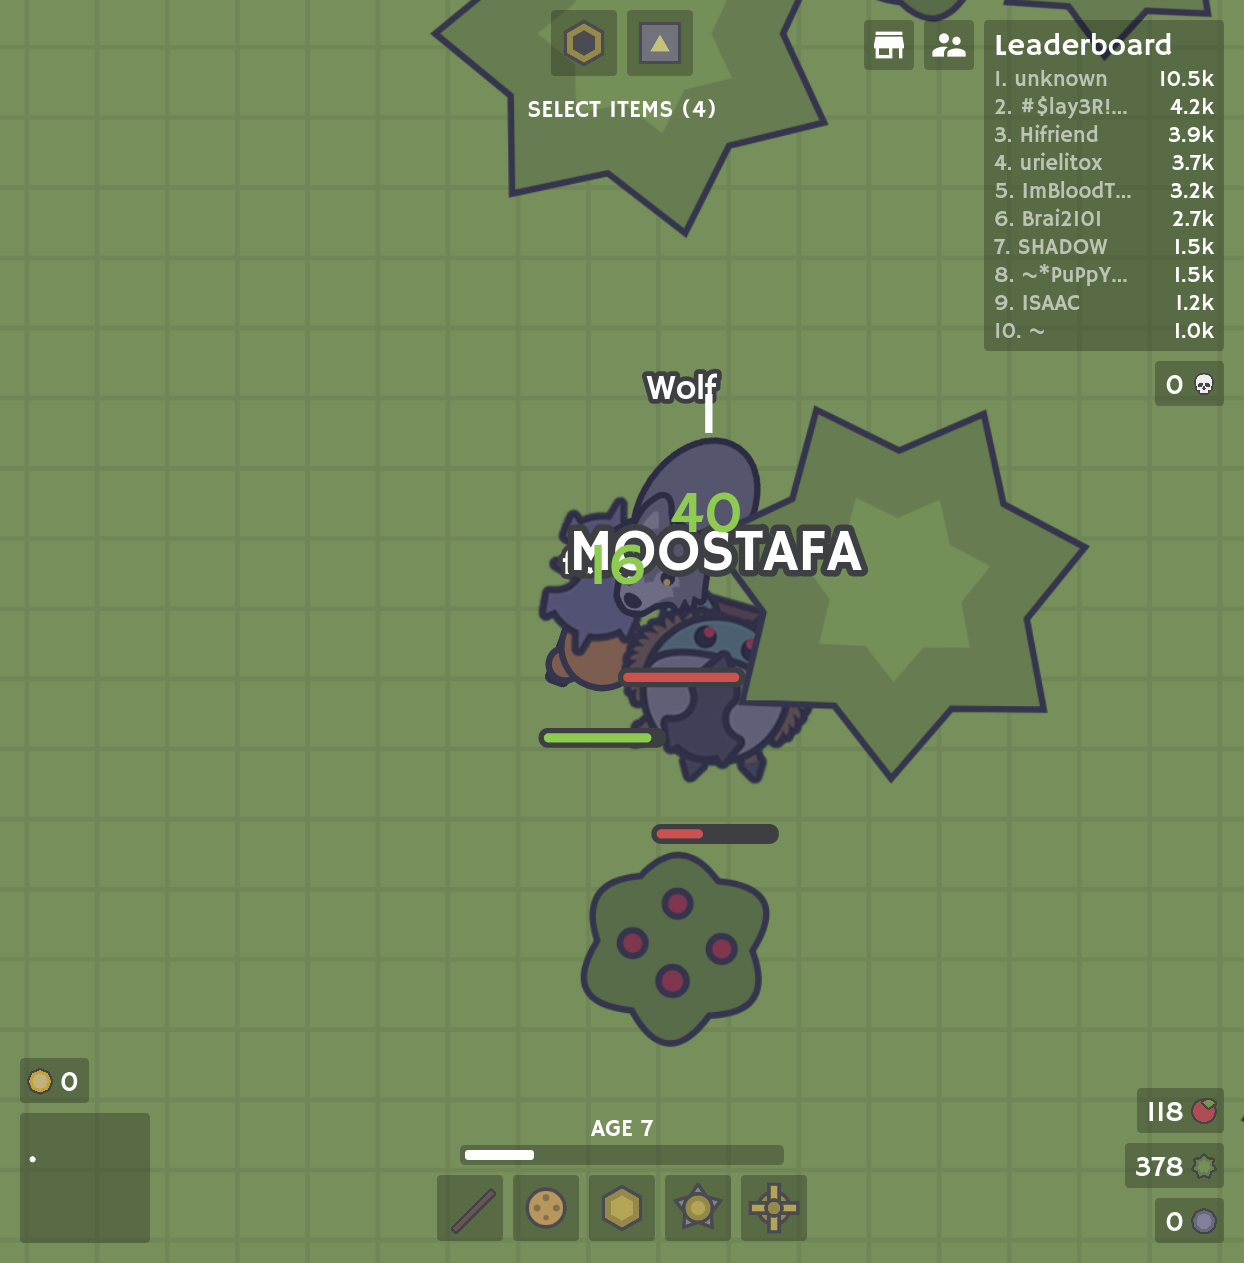 SELECT ITEMS (4)
Leaderboard
1. unknown 10.5k
2. #$lay3R!... 4.2k
3. Hifriend 3.9k
4. urielitox 3.7k
5. ImBloodT... 3.2k
6. Brai2101 2.7k
7. SHADOW 1.5k
8. ~*PuPpY... 1.5k
9. ISAAC 1.2k
10. ~ 1.0k
0
Wolf
40
MOOSTAFA
16
0
118
AGE 7
378
0